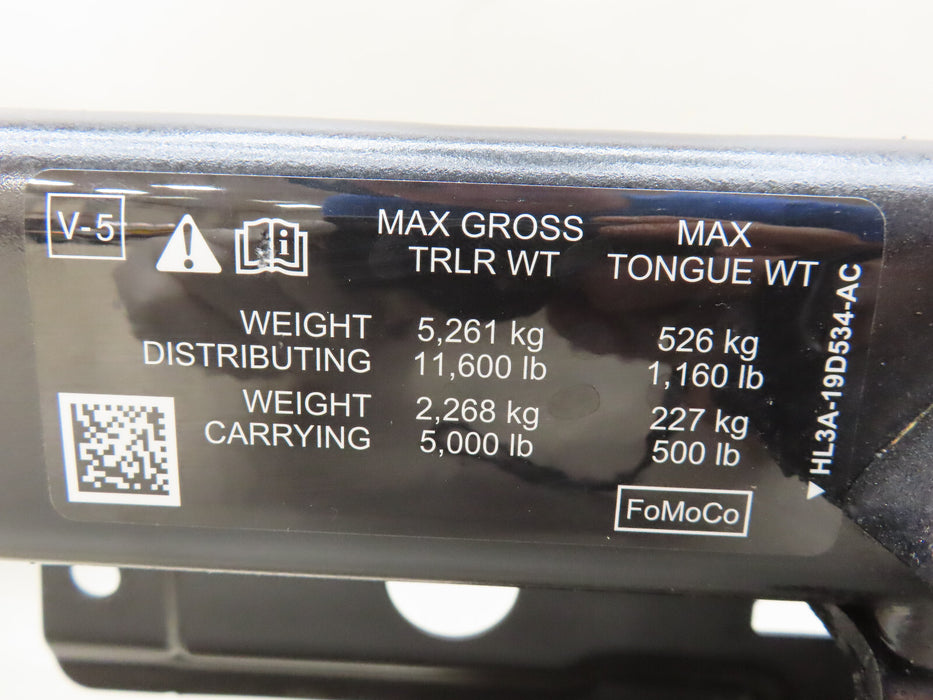 V-5
MAX GROSS
TRLR WT
MAX
TONGUE WT
WEIGHT
DISTRIBUTING
5,261 kg
11,600 lb
526 kg
1,160 lb
WEIGHT
CARRYING
2,268 kg
5,000 lb
227 kg
500 lb
FoMoCo
HL3A-19D534-AC